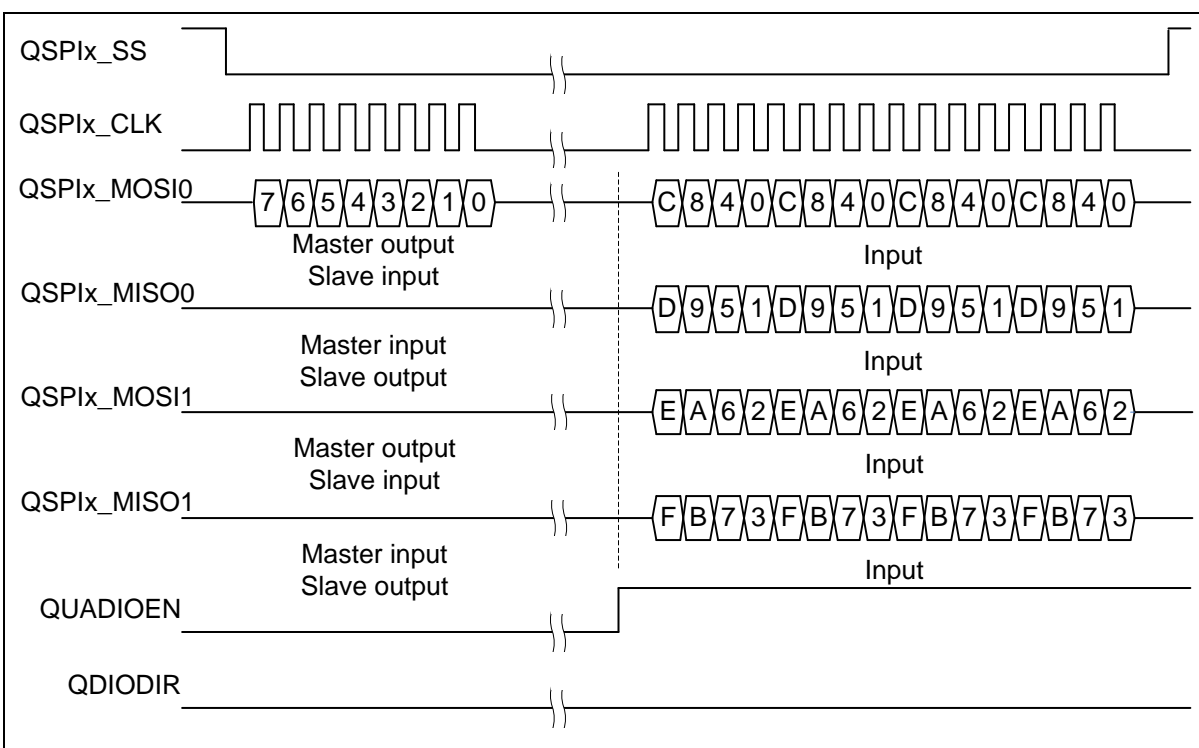 QSPIx_SS
QSPIx_CLK
QSPIx_MOSI0 7 6 5 4 3 2 1 0 C 8 4 0 C 8 4 0 C 8 4 0 C 8 4 0
Master output Input
Slave input
QSPIx_MISO0 D 9 5 1 D 9 5 1 D 9 5 1 D 9 5 1
Master input Input
Slave output
QSPIx_MOSI1 E A 6 2 E A 6 2 E A 6 2 E A 6 2
Master output Input
Slave input
QSPIx_MISO1 F B 7 3 F B 7 3 F B 7 3 F B 7 3
Master input Input
Slave output
QUADIOEN
QDIODIR